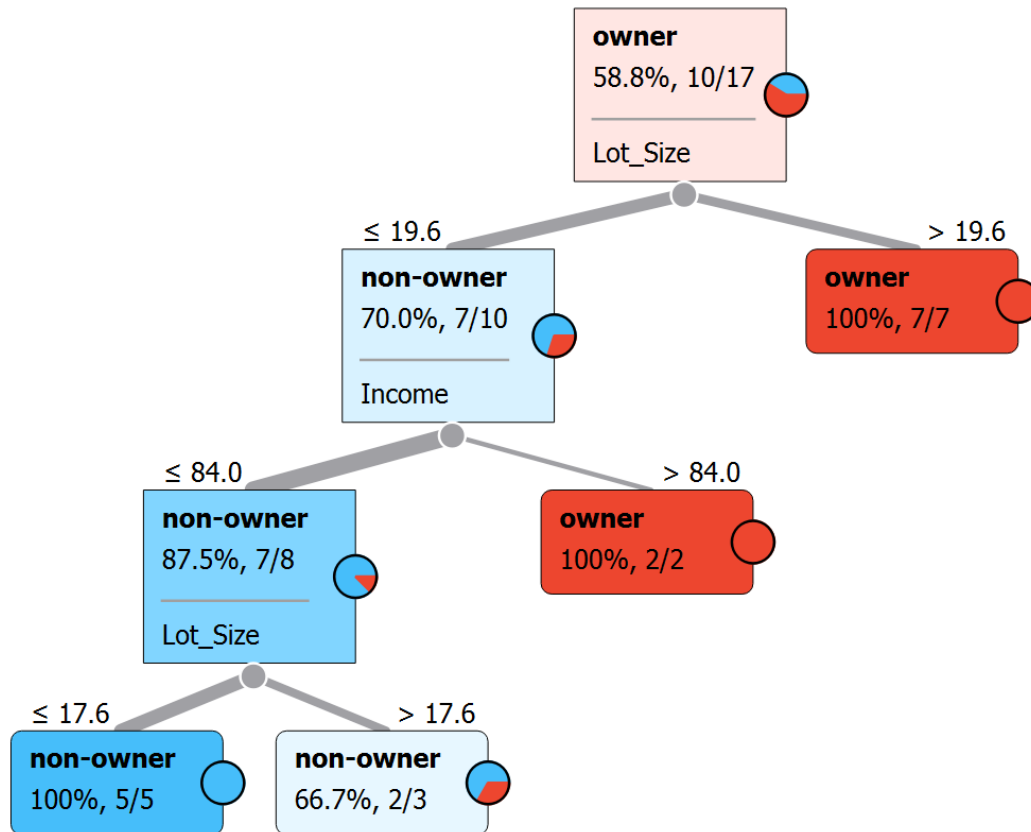 owner
58.8%, 10/17
Lot_Size
≤ 19.6
> 19.6
non-owner
70.0%, 7/10
Income
owner
100%, 7/7
≤ 84.0
> 84.0
non-owner
87.5%, 7/8
Lot_Size
owner
100%, 2/2
≤ 17.6
> 17.6
non-owner
100%, 5/5
non-owner
66.7%, 2/3